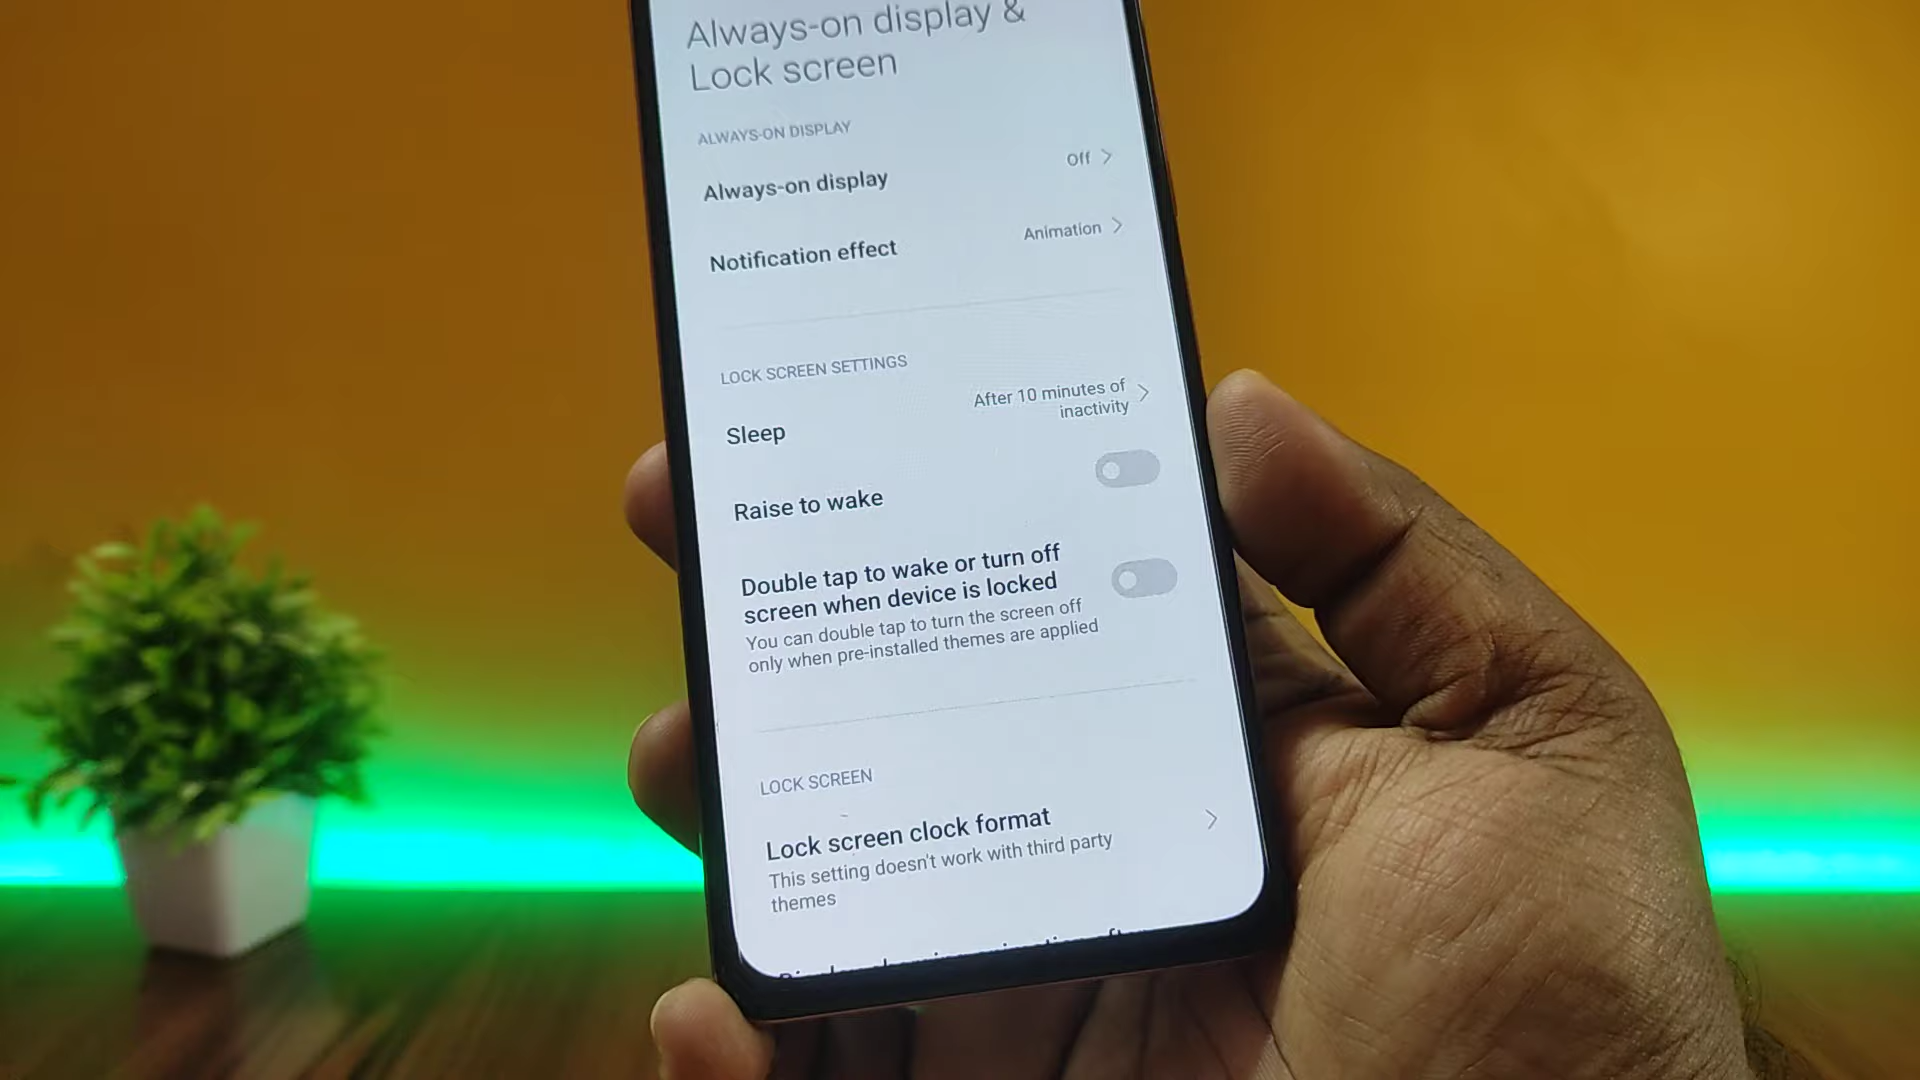 Always-on display &
Lock screen
ALWAYS-ON DISPLAY
Always-on display
Off
Notification effect
Animation
LOCK SCREEN SETTINGS
Sleep
After 10 minutes of
inactivity
Raise to wake
Double tap to wake or turn off
screen when device is locked
You can double tap to turn the screen off
only when pre-installed themes are applied
LOCK SCREEN
Lock screen clock format
This setting doesn't work with third party
themes